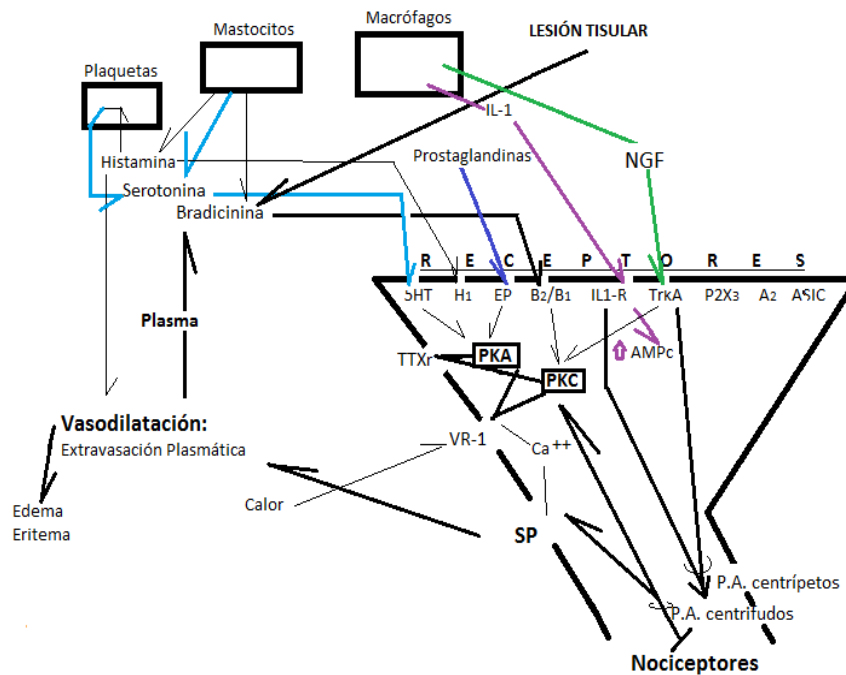 Macrófagos
Mastocitos
LESIÓN TISULAR
Plaquetas
IL-1
Histamina
Prostaglandinas
NGF
Serotonina
Bradicinina
R E C E P T O R E S
5HT H1 EP B2/B1 IL1-R TrkA P2X3 A2 ASIC
Plasma
TTXr
PKA
AMPc
PKC
Vasodilatación:
Extravasación Plasmática
VR-1
Ca++
Calor
Edema
Eritema
SP
P.A. centrípetos
P.A. centrifudos
Nociceptores